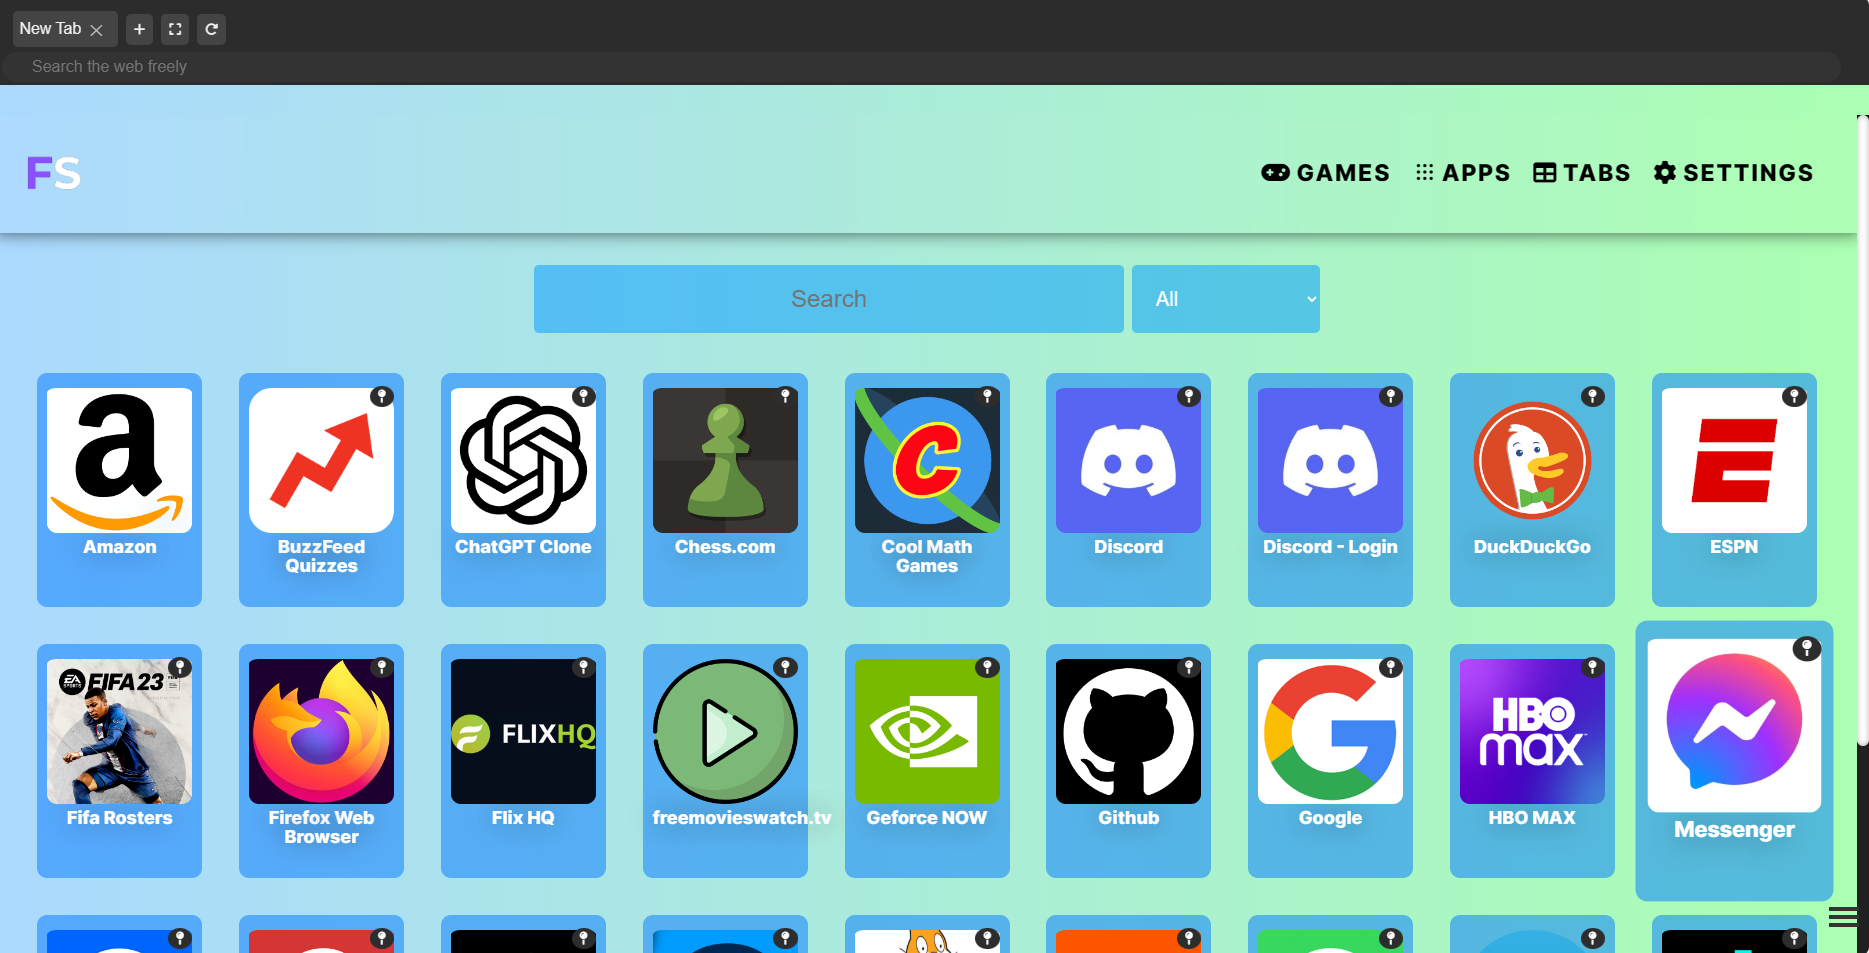 New Tab
Search the web freely
FS
GAMES
APPS
TABS
SETTINGS
Search
All
Amazon
BuzzFeed
Quizzes
ChatGPT Clone
Chess.com
Cool Math
Games
Discord
Discord - Login
DuckDuckGo
ESPN
EA
SPORTS
FIFA 23
Fifa Rosters
Firefox Web
Browser
FLIXHQ
Flix HQ
freemovieswatch.tv
Geforce NOW
Github
Google
HBO
max
HBO MAX
Messenger